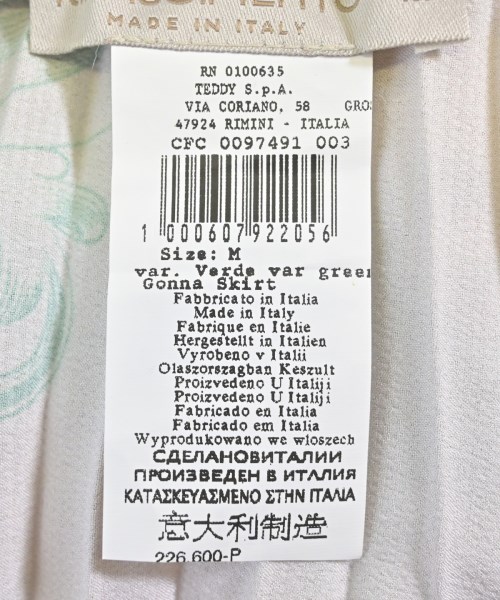 MADE IN ITALY
RN 0100635
TEDDY S.p.A.
VIA CORIANO, 58 GRO
47924 RIMINI - ITALIA
CFC 0097491 003
1 000607 922056
Size: M
var. Verde var green
Gonna Skirt
Fabbricato in Italia
Made in Italy
Fabrique en Italie
Hergestellt in Italien
Vyrobeno v Italii
Olaszorszagban Keszult
Proizvedeno U Italiji
Proizvedeno U Italiji
Fabricado en Italia
Fabricado em Italia
Wyprodukowano we wloszech
СДЕЛАНОВИТАЛИИ
ПРОИЗВЕДЕН В ИТАЛИЯ
ΚΑΤΑΣΚΕΥΑΣΜΕΝΟ ΣΤΗΝ ΙΤΑΛΙΑ
意大利制造
226.600-P